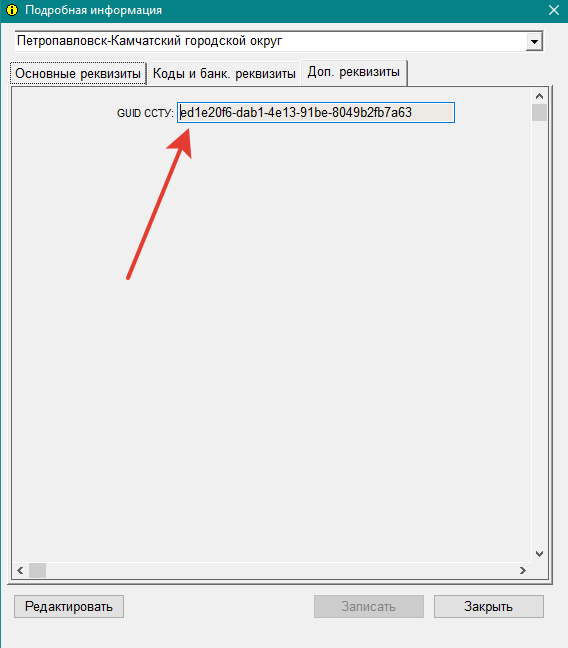 Подробная информация
Петропавловск-Камчатский городской округ
Основные реквизиты Коды и банк. реквизиты Доп. реквизиты
GUID ССТУ: ed1e20f6-dab1-4e13-91be-8049b2fb7a63
Редактировать Записать Закрыть